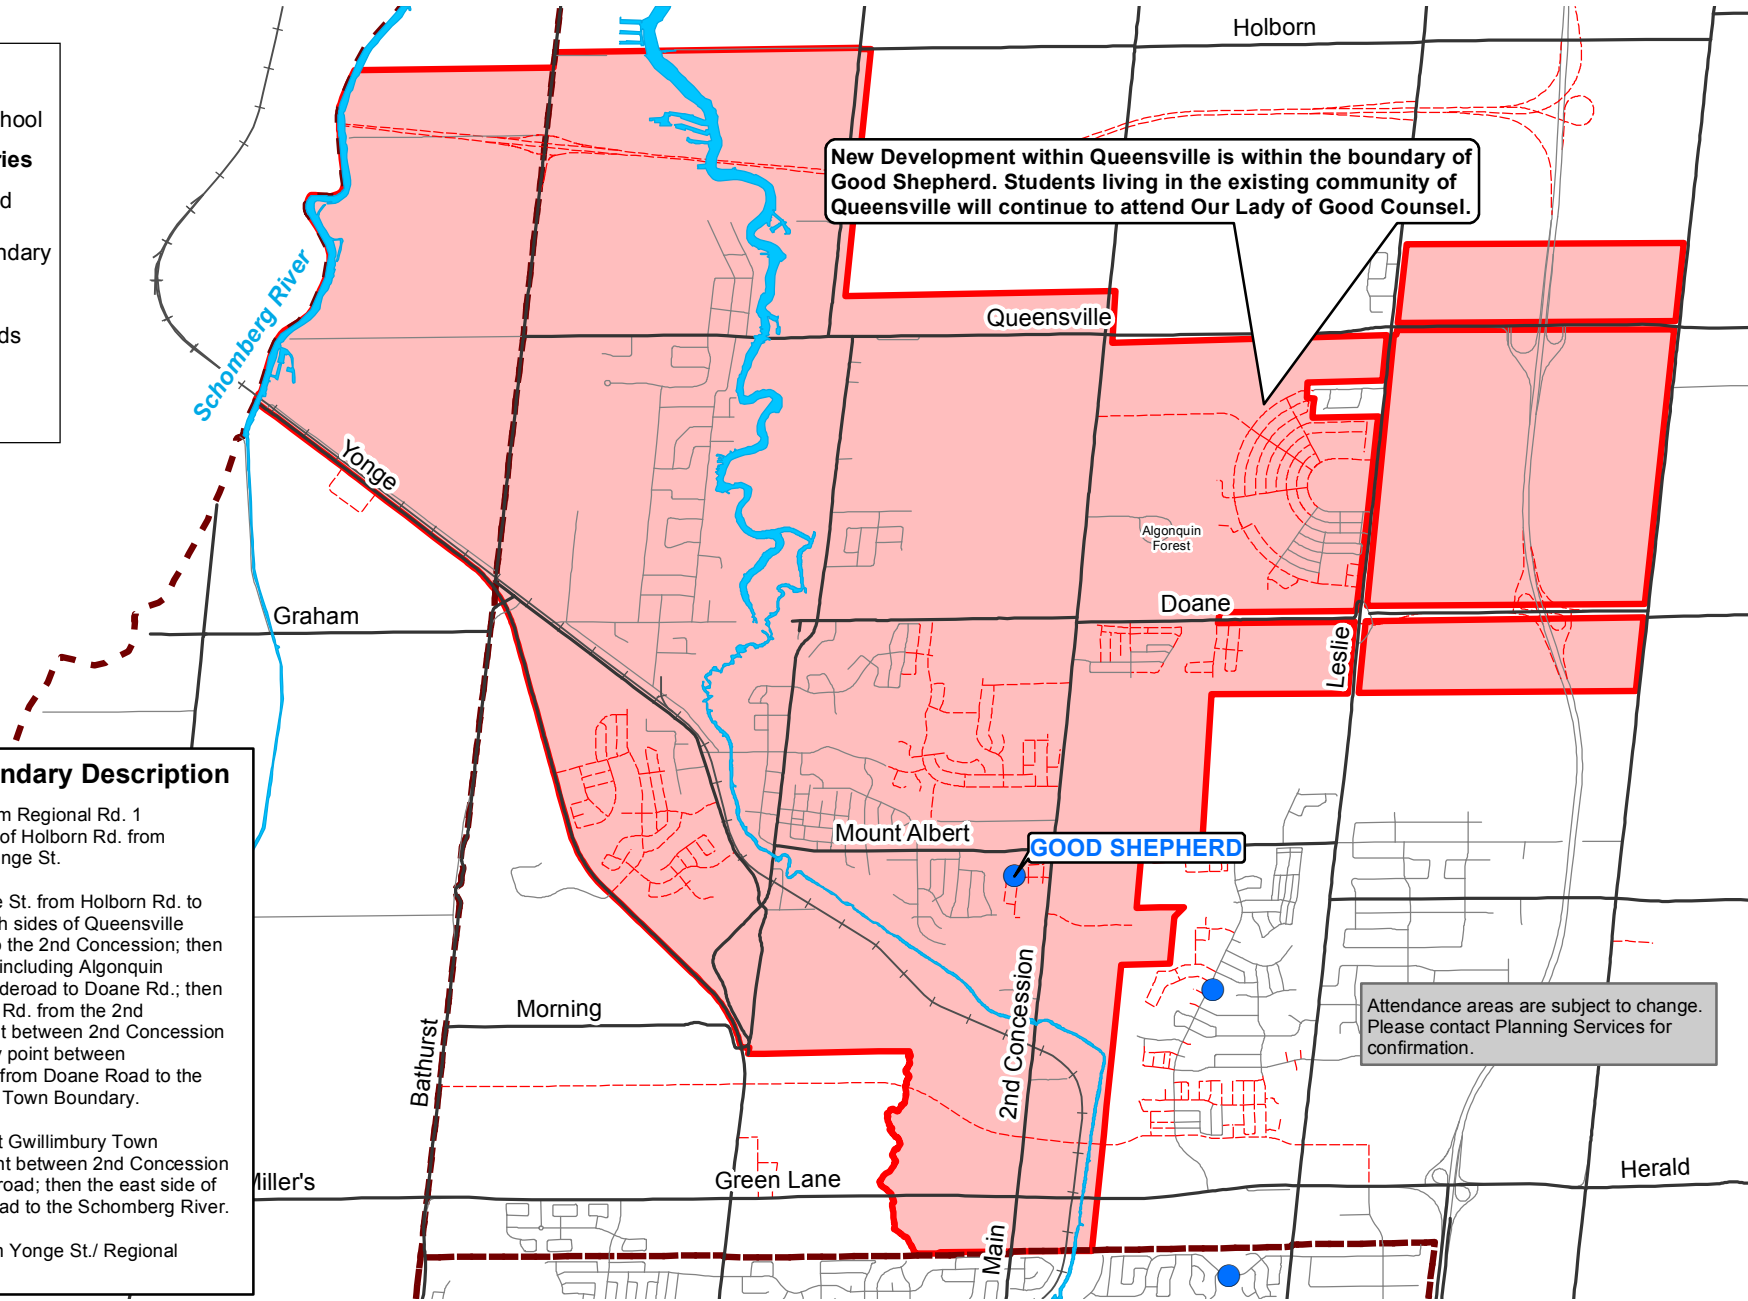 Holborn
hool
ries
d
ndary
ds
New Development within Queensville is within the boundary of
Good Shepherd. Students living in the existing community of
Queensville will continue to attend Our Lady of Good Counsel.
Schomberg River
Queensville
Yonge
Algonquin
Forest
Graham
Doane
Leslie
ndary Description
m Regional Rd. 1
of Holborn Rd. from
nge St.
e St. from Holborn Rd. to
h sides of Queensville
o the 2nd Concession; then
including Algonquin
deroad to Doane Rd.; then
Rd. from the 2nd
t between 2nd Concession
y point between
from Doane Road to the
Town Boundary.
t Gwillimbury Town
nt between 2nd Concession
road; then the east side of
ad to the Schomberg River.
n Yonge St./ Regional
Mount Albert
GOOD SHEPHERD
Morning
Bathurst
2nd Concession
Attendance areas are subject to change.
Please contact Planning Services for
confirmation.
Miller's
Green Lane
Herald
Main